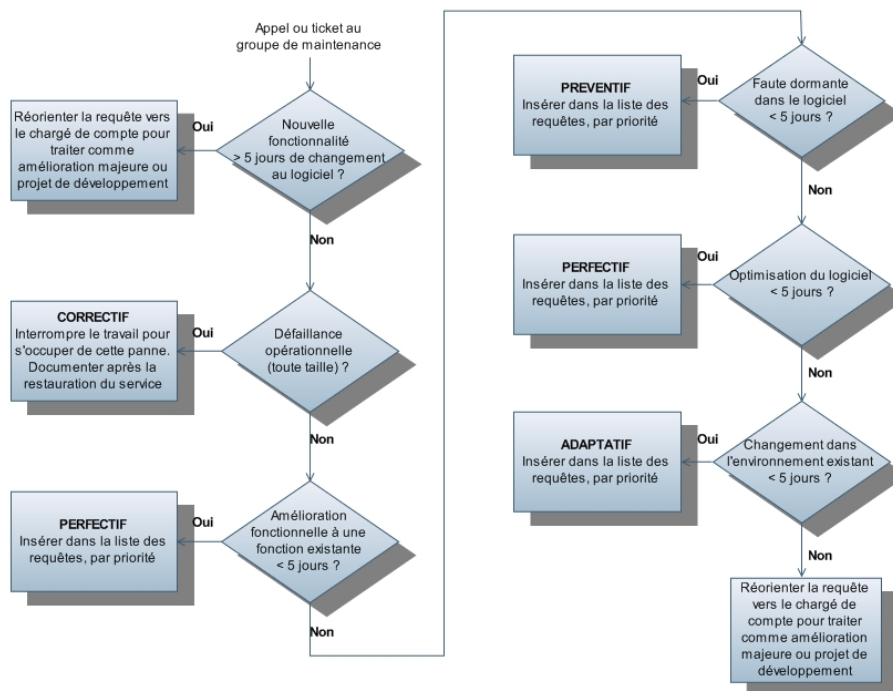 Appel ou ticket au
groupe de maintenance
Nouvelle
fonctionnalité
> 5 jours de changement
au logiciel ?
Oui
Réorienter la requête vers
le chargé de compte pour
traiter comme
amélioration majeure ou
projet de développement
Non
Défaillance
opérationnelle
(toute taille) ?
Oui
CORRECTIF
Interrompre le travail pour
s'occuper de cette panne.
Documenter après la
restauration du service
Non
Amélioration
fonctionnelle à une
fonction existante
< 5 jours ?
Oui
PERFECTIF
Insérer dans la liste des
requêtes, par priorité
Non
Faute dormante
dans le logiciel
< 5 jours ?
Oui
PREVENTIF
Insérer dans la liste des
requêtes, par priorité
Non
Optimisation du logiciel
< 5 jours ?
Oui
PERFECTIF
Insérer dans la liste des
requêtes, par priorité
Non
Changement dans
l'environnement existant
< 5 jours ?
Oui
ADAPTATIF
Insérer dans la liste des
requêtes, par priorité
Non
Réorienter la requête
vers le chargé de
compte pour traiter
comme amélioration
majeure ou projet de
développement